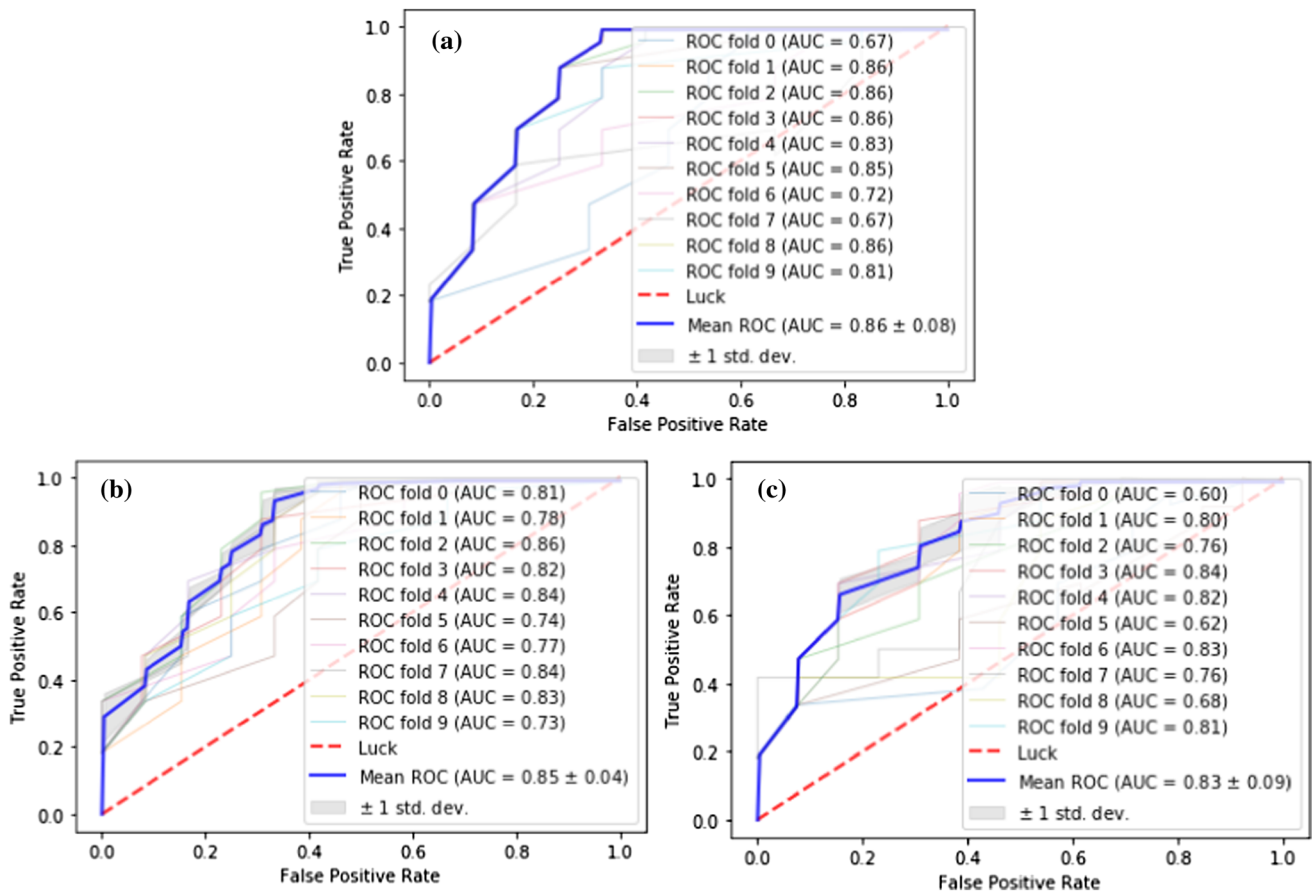 (a)
True Positive Rate
1.0
0.8
0.6
0.4
0.2
0.0
ROC fold 0 (AUC = 0.67)
ROC fold 1 (AUC = 0.86)
ROC fold 2 (AUC = 0.86)
ROC fold 3 (AUC = 0.86)
ROC fold 4 (AUC = 0.83)
ROC fold 5 (AUC = 0.85)
ROC fold 6 (AUC = 0.72)
ROC fold 7 (AUC = 0.67)
ROC fold 8 (AUC = 0.86)
ROC fold 9 (AUC = 0.81)
Luck
Mean ROC (AUC = 0.86 ± 0.08)
± 1 std. dev.
0.0 0.2 0.4 0.6 0.8 1.0
False Positive Rate
(b)
True Positive Rate
1.0
0.8
0.6
0.4
0.2
0.0
ROC fold 0 (AUC = 0.81)
ROC fold 1 (AUC = 0.78)
ROC fold 2 (AUC = 0.86)
ROC fold 3 (AUC = 0.82)
ROC fold 4 (AUC = 0.84)
ROC fold 5 (AUC = 0.74)
ROC fold 6 (AUC = 0.77)
ROC fold 7 (AUC = 0.84)
ROC fold 8 (AUC = 0.83)
ROC fold 9 (AUC = 0.73)
Luck
Mean ROC (AUC = 0.85 ± 0.04)
± 1 std. dev.
0.0 0.2 0.4 0.6 0.8 1.0
False Positive Rate
(c)
True Positive Rate
1.0
0.8
0.6
0.4
0.2
0.0
ROC fold 0 (AUC = 0.60)
ROC fold 1 (AUC = 0.80)
ROC fold 2 (AUC = 0.76)
ROC fold 3 (AUC = 0.84)
ROC fold 4 (AUC = 0.82)
ROC fold 5 (AUC = 0.62)
ROC fold 6 (AUC = 0.83)
ROC fold 7 (AUC = 0.76)
ROC fold 8 (AUC = 0.68)
ROC fold 9 (AUC = 0.81)
Luck
Mean ROC (AUC = 0.83 ± 0.09)
± 1 std. dev.
0.0 0.2 0.4 0.6 0.8 1.0
False Positive Rate